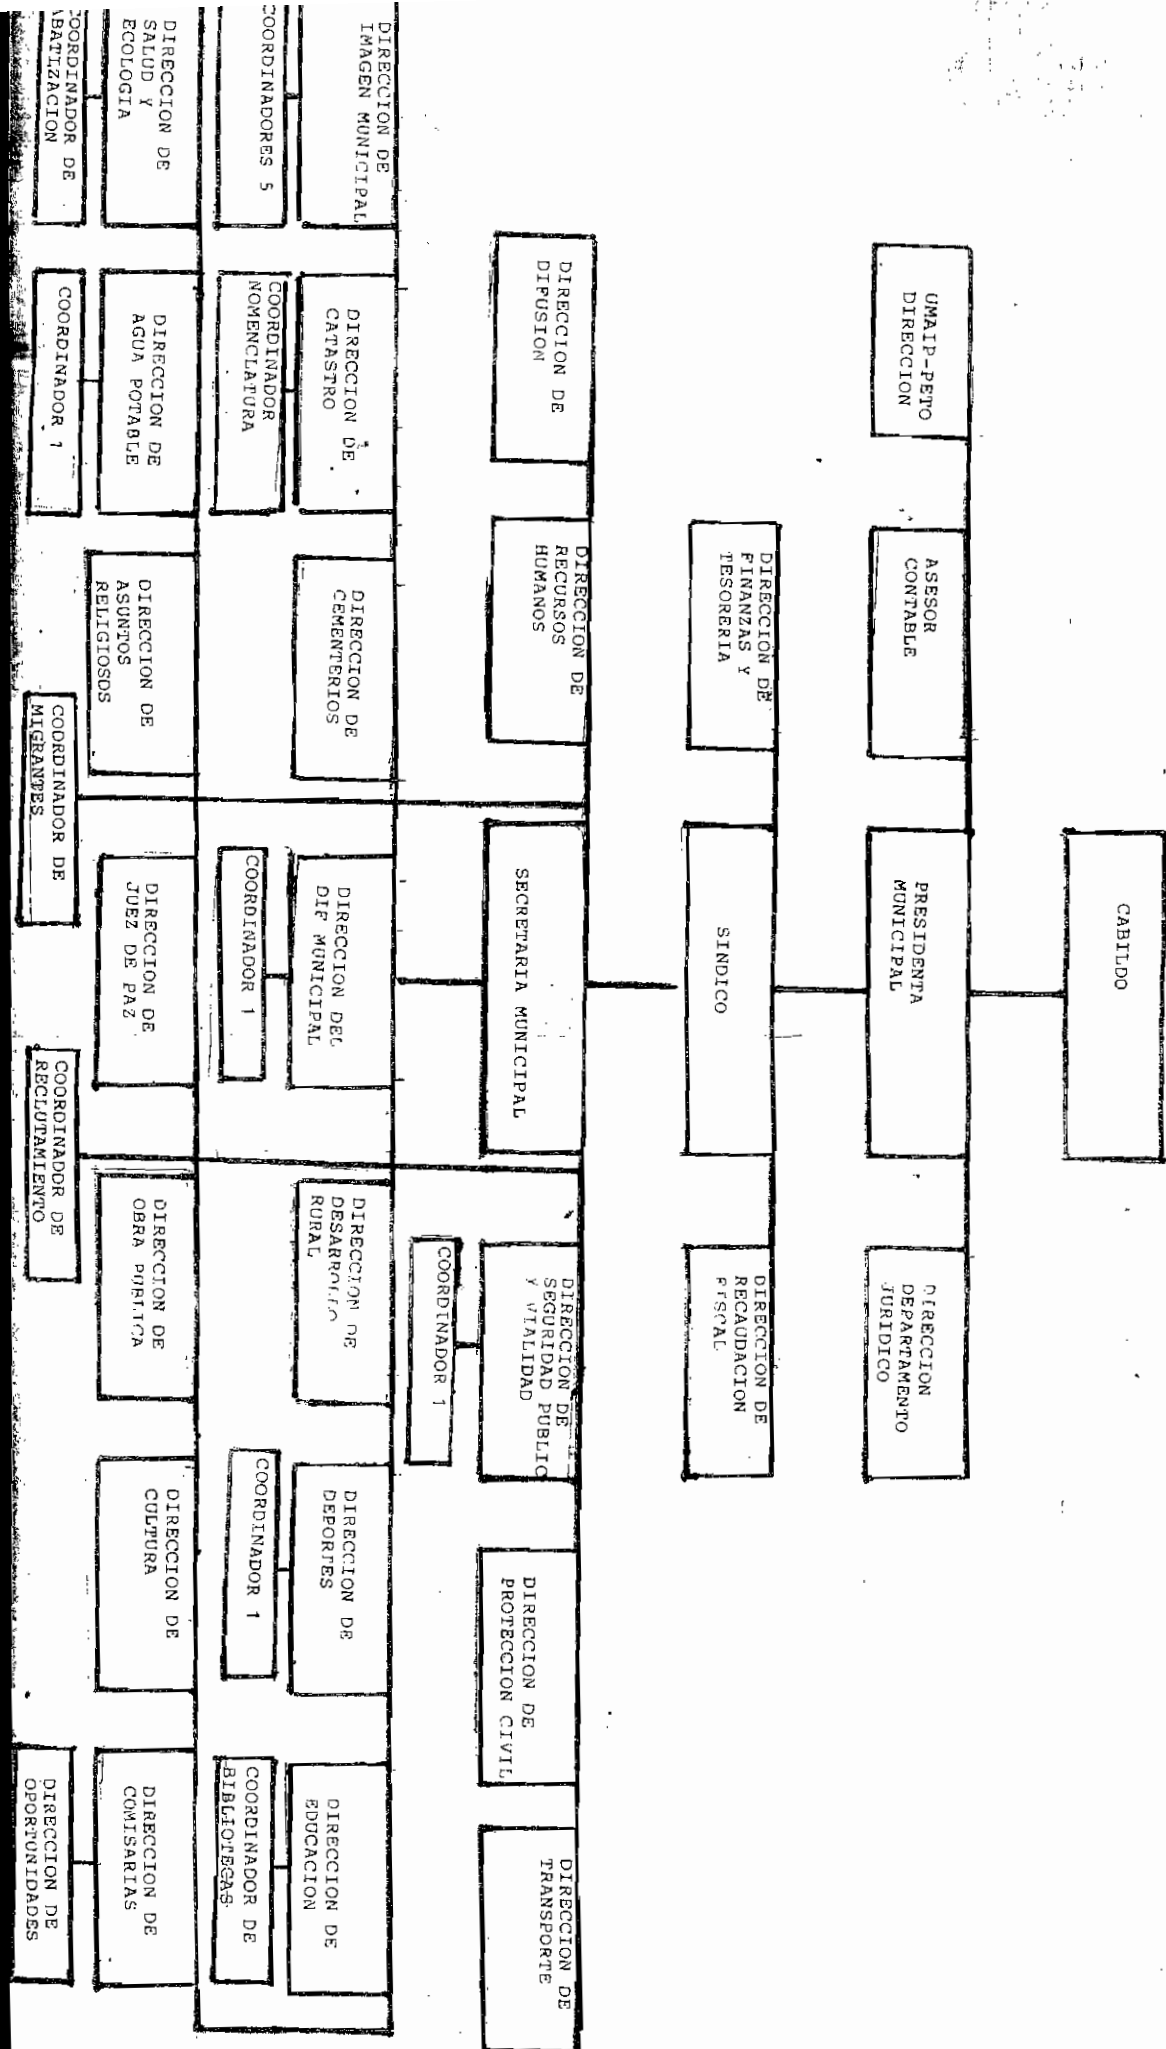 CABILDO
UMAIP-PETO
DIRECCION
ASESOR
CONTABLE
PRESIDENTA
MUNICIPAL
DIRECCION
DEPARTAMENTO
JURIDICO
DIRECCION DE
FINANZAS Y
TESORERIA
SINDICO
DIRECCION DE
RECAUDACION
FISCAL
DIRECCION DE
DIFUSION
DIRECCION DE
RECURSOS
HUMANOS
SECRETARIA MUNICIPAL
DIRECCION DE
SEGURIDAD PUBLIC
Y VIALIDAD
COORDINADOR 1
DIRECCION DE
PROTECCION CIVIL
DIRECCION DE
TRANSPORTE
DIRECCION DE
IMAGEN MUNICIPAL
COORDINADORES 5
DIRECCION DE
CATASTRO
COORDINADOR
NOMENCLATURA
DIRECCION DE
CEMENTERIOS
DIRECCION DEL
DIF MUNICIPAL
COORDINADOR 1
DIRECCION DE
DESARROLLO
RURAL
DIRECCION DE
DEPORTES
COORDINADOR 1
DIRECCION DE
EDUCACION
COORDINADOR DE
BIBLIOTECAS
DIRECCION DE
SALUD Y
ECOLOGIA
COORDINADOR DE
ABATIZACION
DIRECCION DE
AGUA POTABLE
COORDINADOR 1
DIRECCION DE
ASUNTOS
RELIGIOSOS
COORDINADOR DE
MIGRANTES
DIRECCION DE
JUEZ DE PAZ
COORDINADOR DE
RECLUTAMIENTO
DIRECCION DE
OBRA PUBLICA
DIRECCION DE
CULTURA
DIRECCION DE
COMISARIAS
DIRECCION DE
OPORTUNIDADES